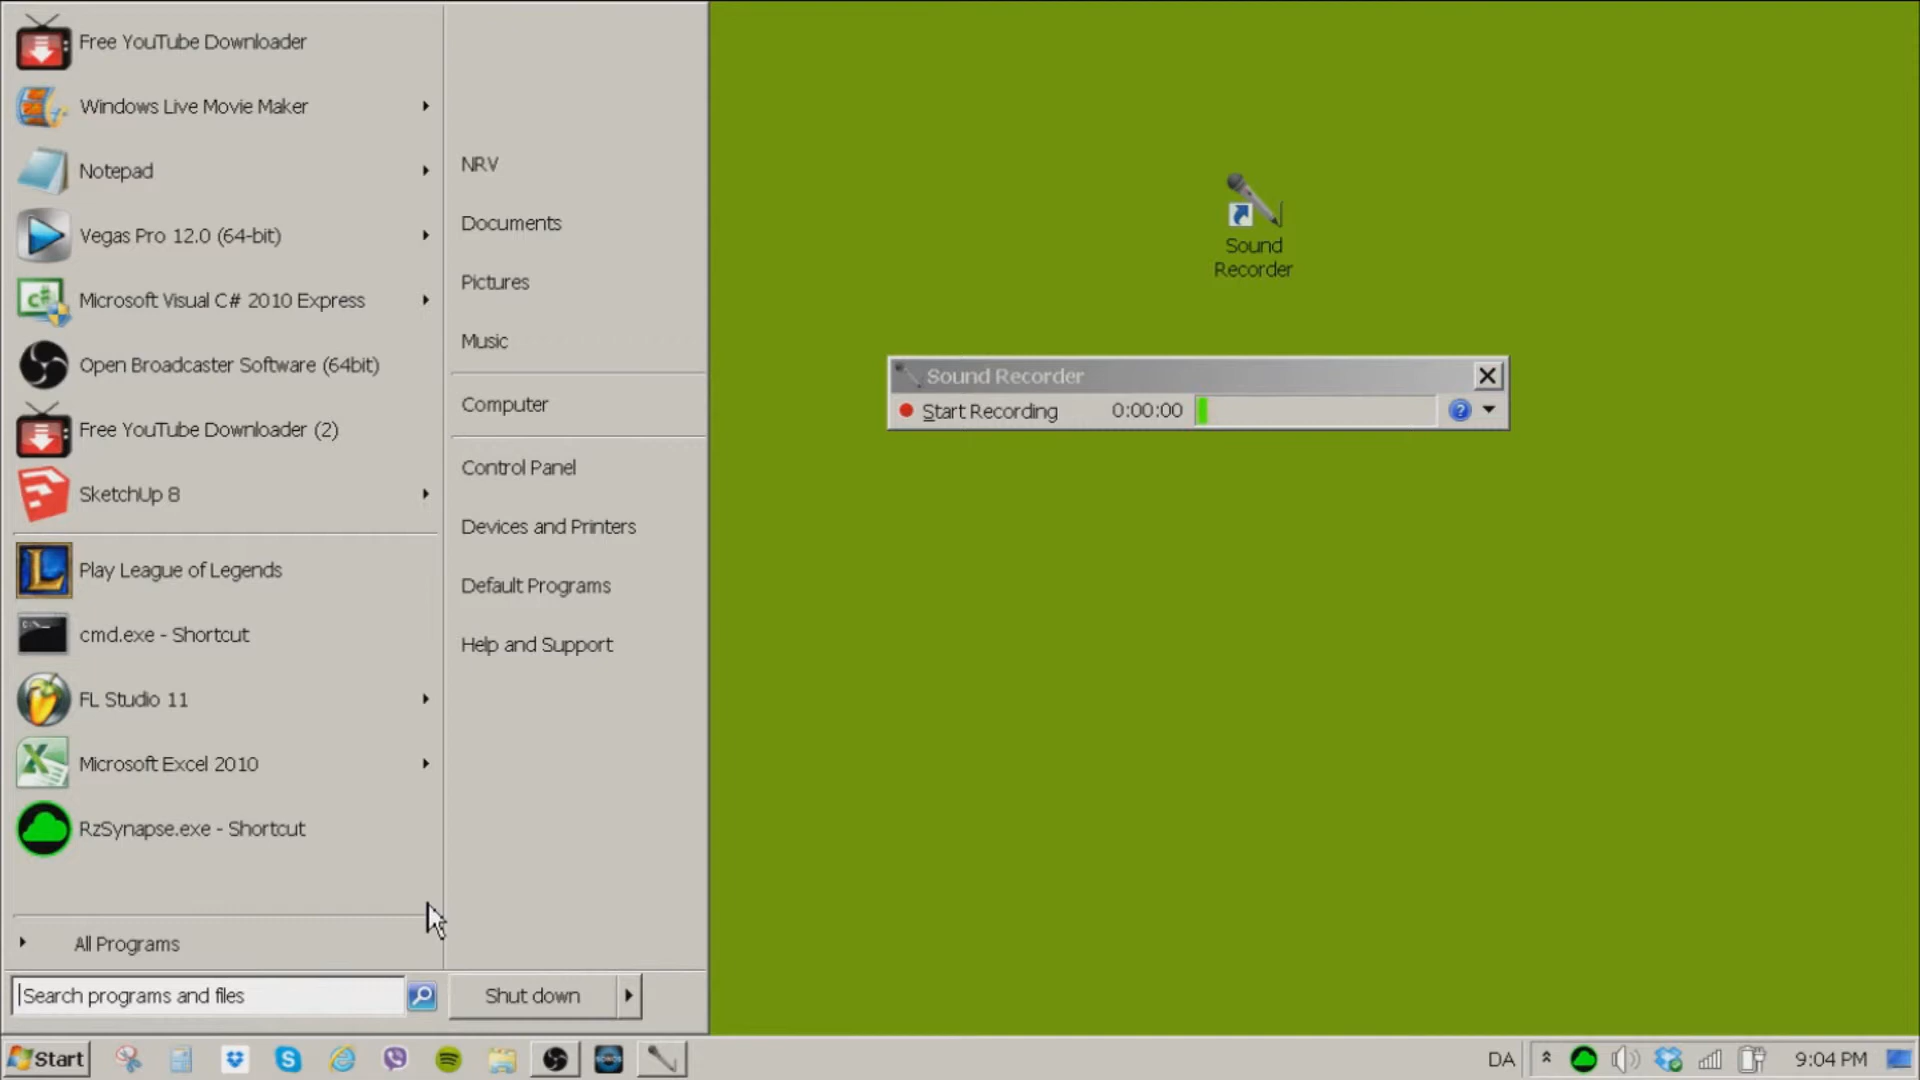 Free YouTube Downloader
Windows Live Movie Maker
Notepad
Vegas Pro 12.0 (64-bit)
Microsoft Visual C# 2010 Express
Open Broadcaster Software (64bit)
Free YouTube Downloader (2)
SketchUp 8
Play League of Legends
cmd.exe - Shortcut
FL Studio 11
Microsoft Excel 2010
RzSynapse.exe - Shortcut
All Programs
Search programs and files
NRV
Documents
Pictures
Music
Computer
Control Panel
Devices and Printers
Default Programs
Help and Support
Shut down
Sound
Recorder
Sound Recorder
Start Recording 0:00:00
Start
SONOS
DA
9:04 PM